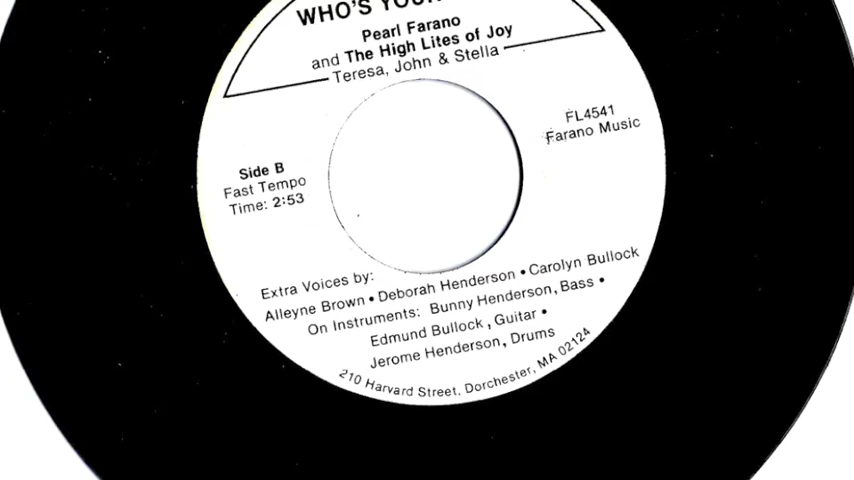 WHO'S YOUR
Pearl Farano
and The High Lites of Joy
Teresa, John & Stella
FL4541
Farano Music
Side B
Fast Tempo
Time: 2:53
Extra Voices by:
Alleyne Brown • Deborah Henderson • Carolyn Bullock
On Instruments: Bunny Henderson, Bass •
Edmund Bullock, Guitar •
Jerome Henderson, Drums
210 Harvard Street, Dorchester, MA 02124